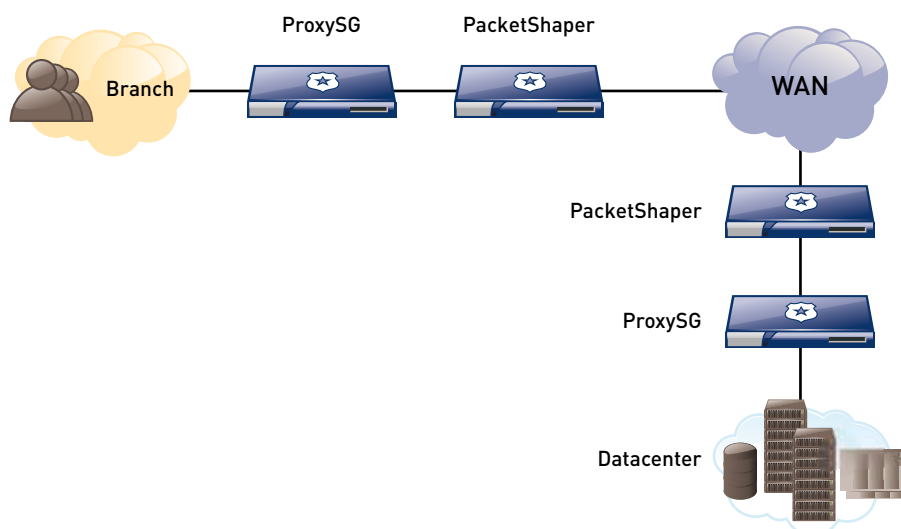 ProxySG
PacketShaper
Branch
WAN
PacketShaper
ProxySG
Datacenter